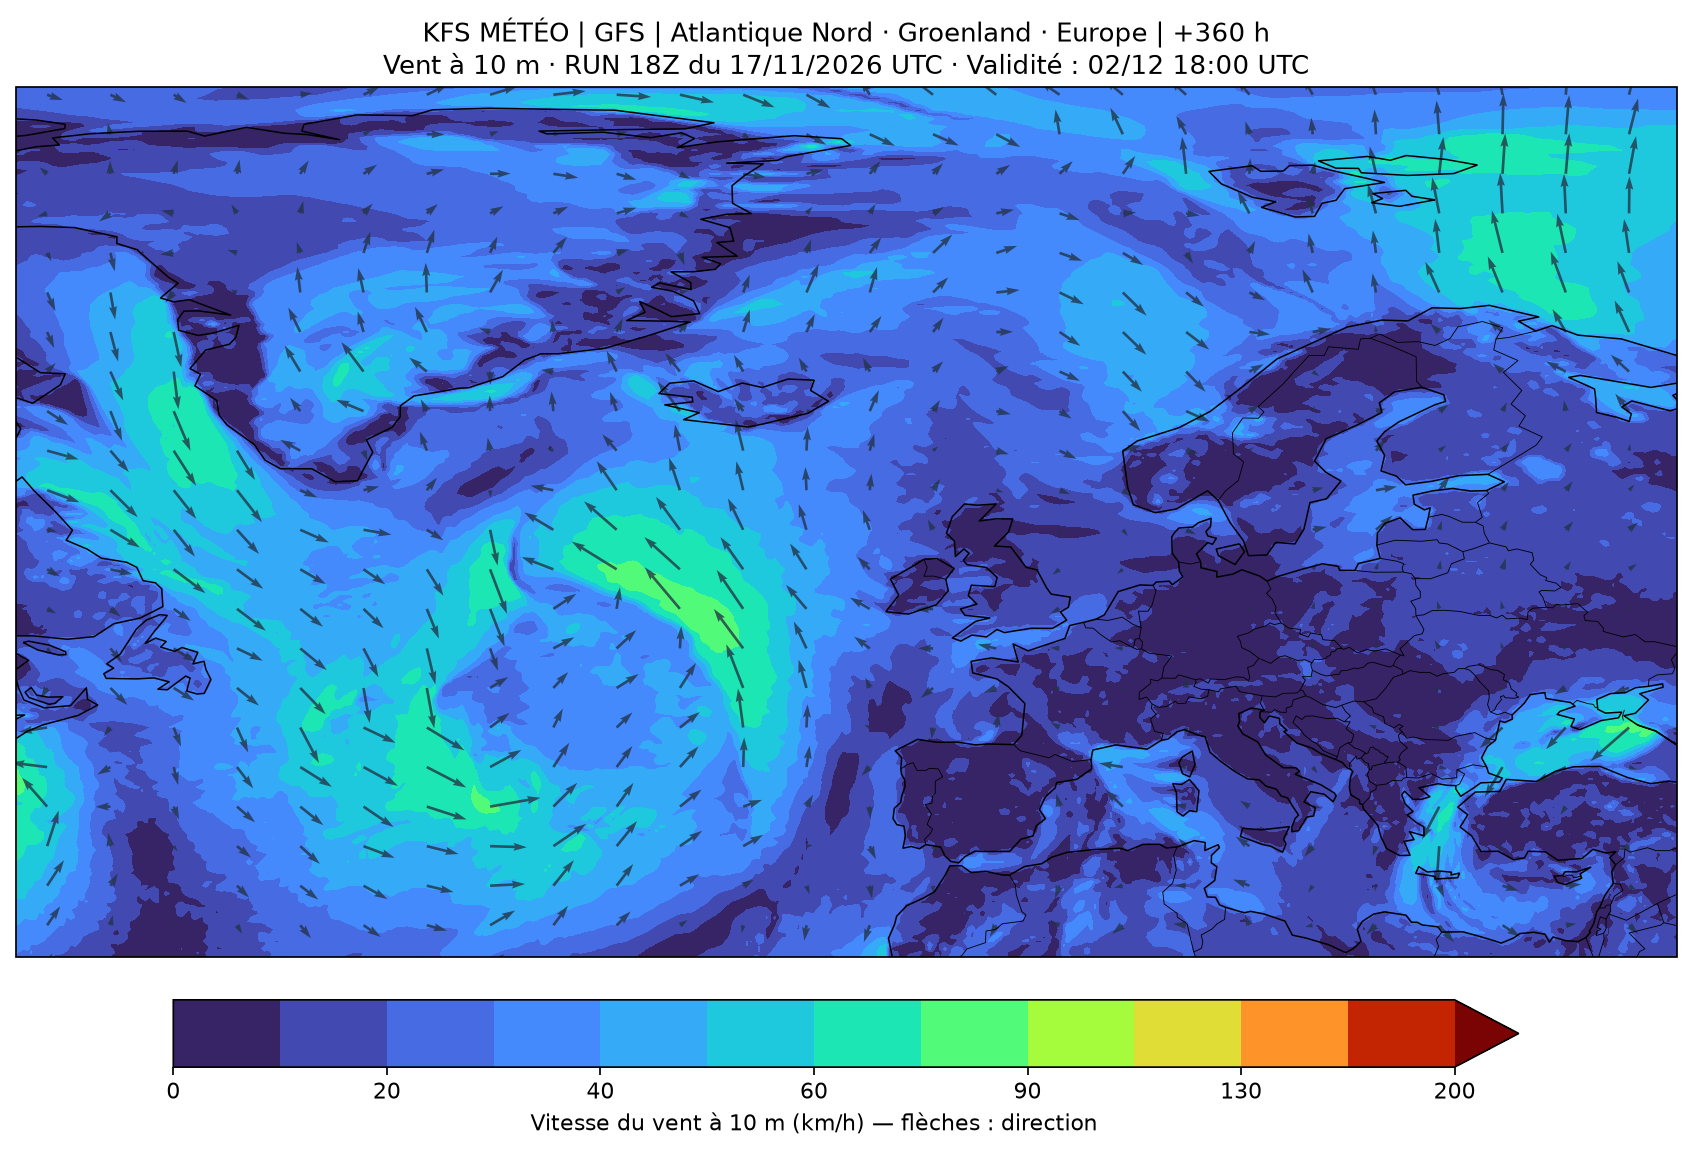 KFS MÉTÉO | GFS | Atlantique Nord · Groenland · Europe | +360 h
Vent à 10 m · RUN 18Z du 17/11/2026 UTC · Validité : 02/12 18:00 UTC
0 20 40 60 90 130 200
Vitesse du vent à 10 m (km/h) — flèches : direction